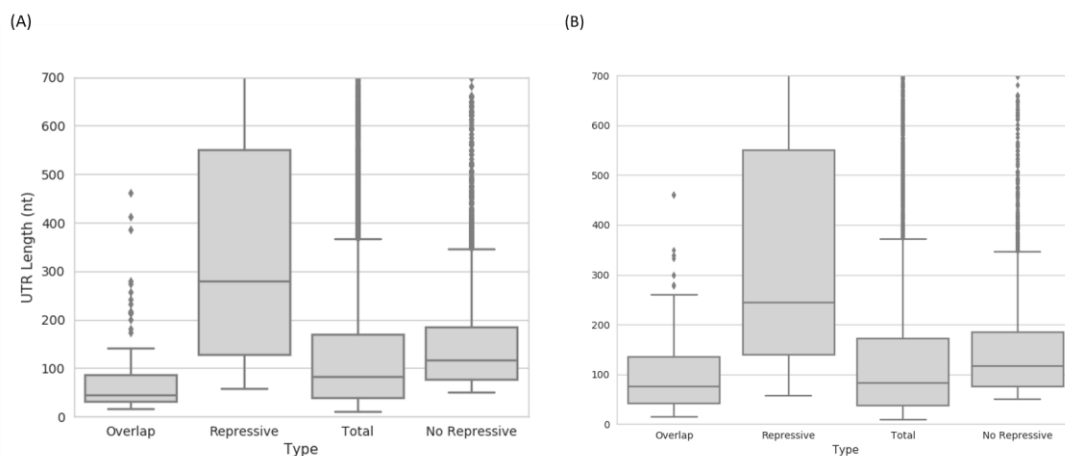 (A)
(B)
700
600
500
400
300
200
100
0
UTR Length (nt)
Overlap
Repressive
Total
No Repressive
Type
700
600
500
400
300
200
100
0
Overlap
Repressive
Total
No Repressive
Type